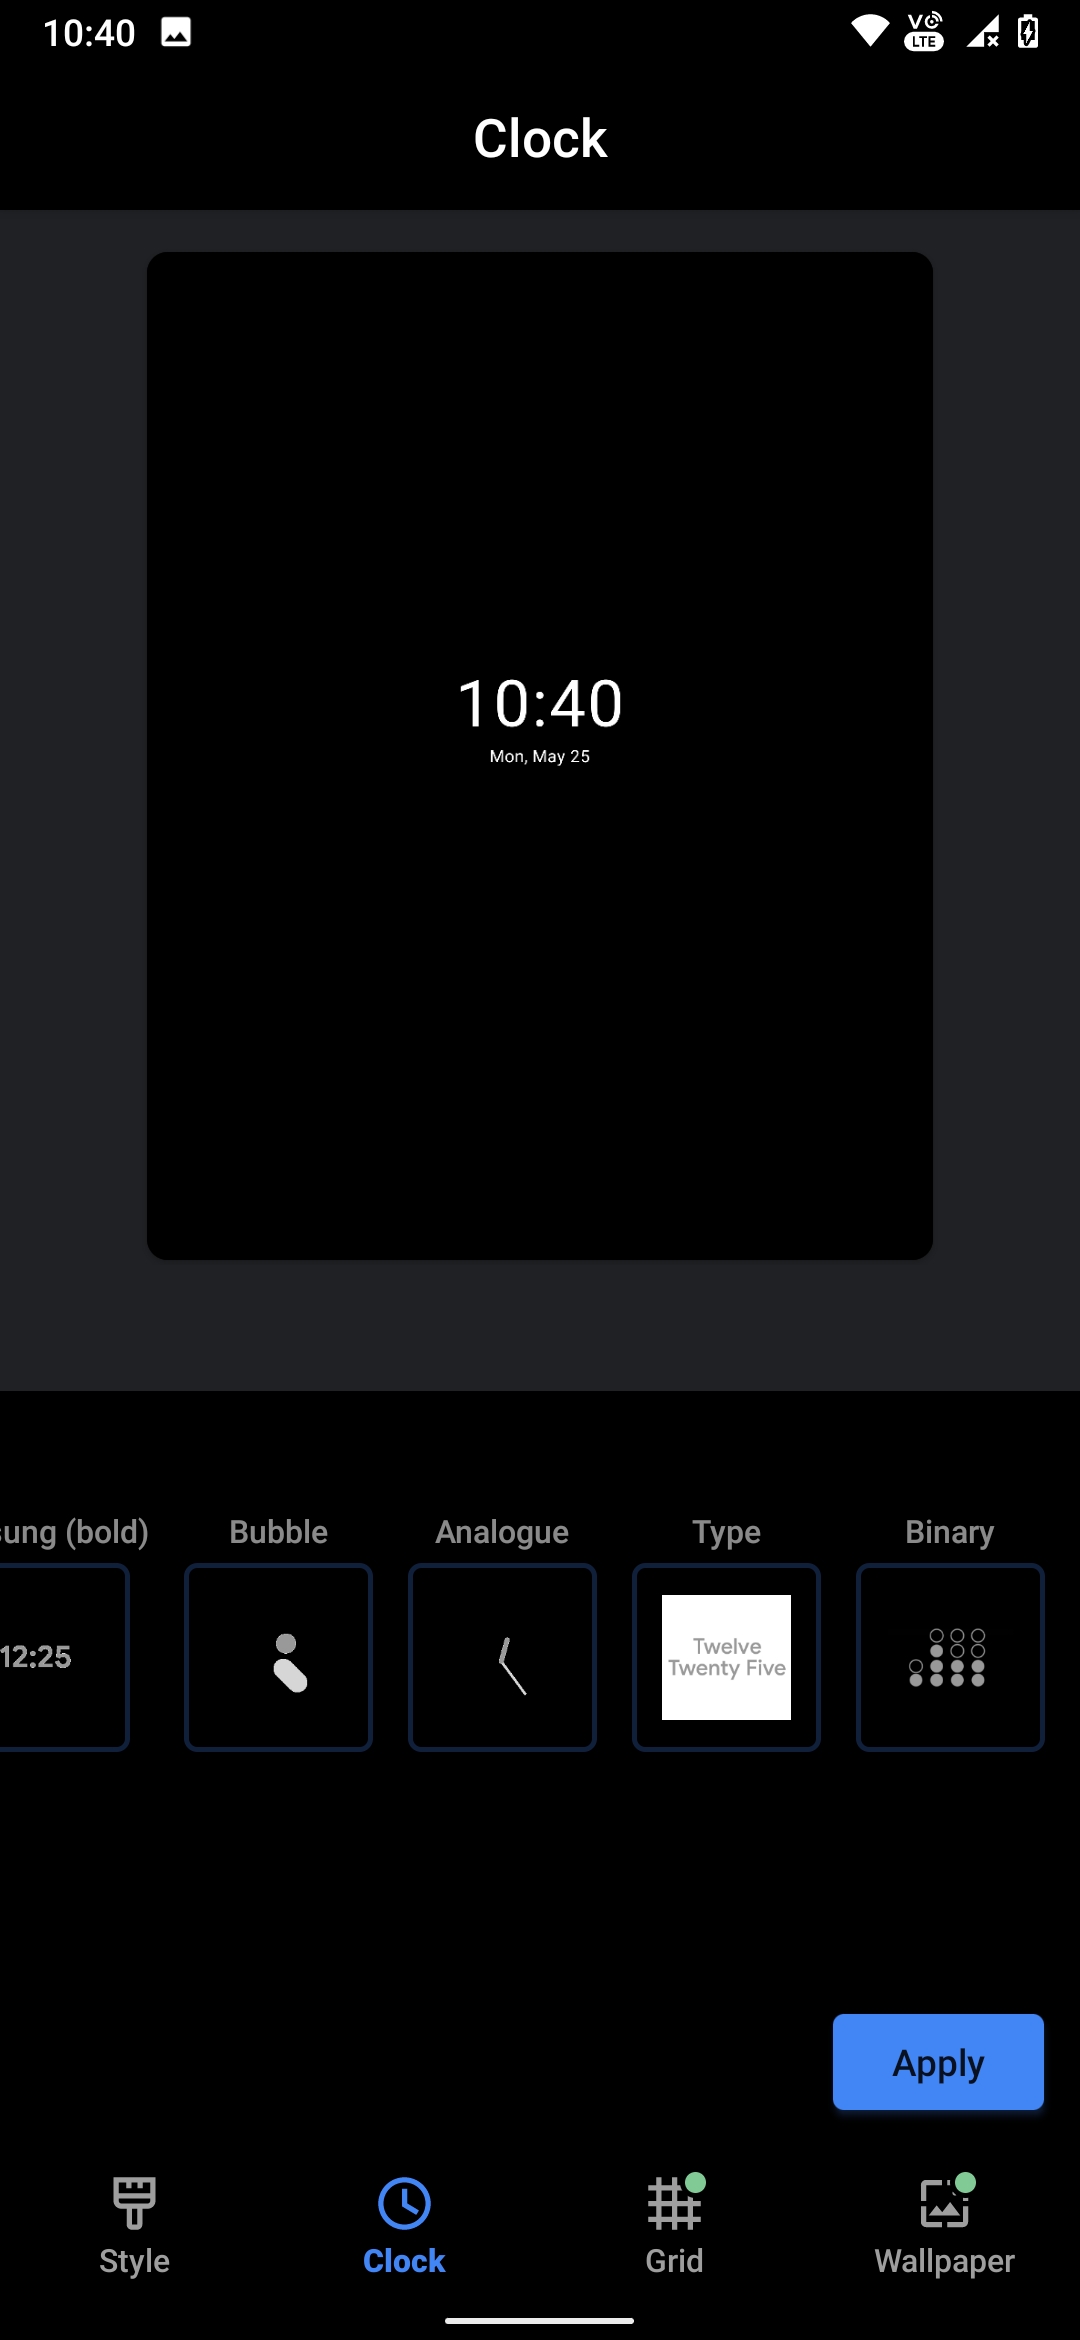 10:40
Vo
LTE
Clock
10:40
Mon, May 25
sung (bold)
Bubble
Analogue
Type
Binary
12:25
Twelve
Twenty Five
Apply
Style
Clock
Grid
Wallpaper